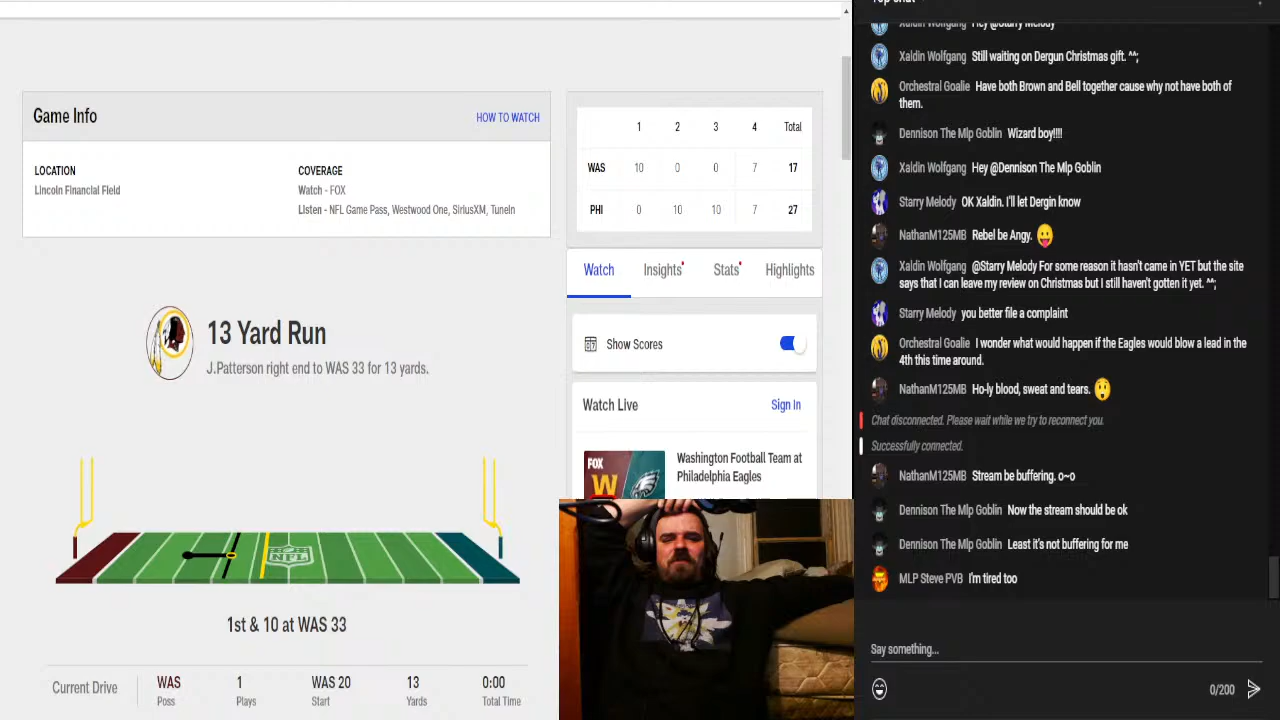 Game Info
HOW TO WATCH
LOCATION
Lincoln Financial Field
COVERAGE
Watch - FOX
Listen - NFL Game Pass, Westwood One, SiriusXM, TuneIn
1 2 3 4 Total
WAS 10 0 0 7 17
PHI 0 10 10 7 27
Watch Insights Stats Highlights
Show Scores
Watch Live
Sign In
FOX
W
Washington Football Team at
Philadelphia Eagles
13 Yard Run
J.Patterson right end to WAS 33 for 13 yards.
NFL
1st & 10 at WAS 33
Current Drive
WAS
Poss
1
Plays
WAS 20
Start
13
Yards
0:00
Total Time
Xaldin Wolfgang Hey @Starry Melody
Xaldin Wolfgang Still waiting on Dergun Christmas gift. ^^;
Orchestral Goalie Have both Brown and Bell together cause why not have both of
them.
Dennison The Mlp Goblin Wizard boy!!!!
Xaldin Wolfgang Hey @Dennison The Mlp Goblin
Starry Melody OK Xaldin. I'll let Dergin know
NathanM125MB Rebel be Angy. 😛
Xaldin Wolfgang @Starry Melody For some reason it hasn't came in YET but the site
says that I can leave my review on Christmas but I still haven't gotten it yet. ^^;
Starry Melody you better file a complaint
Orchestral Goalie I wonder what would happen if the Eagles would blow a lead in the
4th this time around.
NathanM125MB Ho-ly blood, sweat and tears. 😲
Chat disconnected. Please wait while we try to reconnect you.
Successfully connected.
NathanM125MB Stream be buffering. o~o
Dennison The Mlp Goblin Now the stream should be ok
Dennison The Mlp Goblin Least it's not buffering for me
MLP Steve PVB I'm tired too
Say something...
0/200